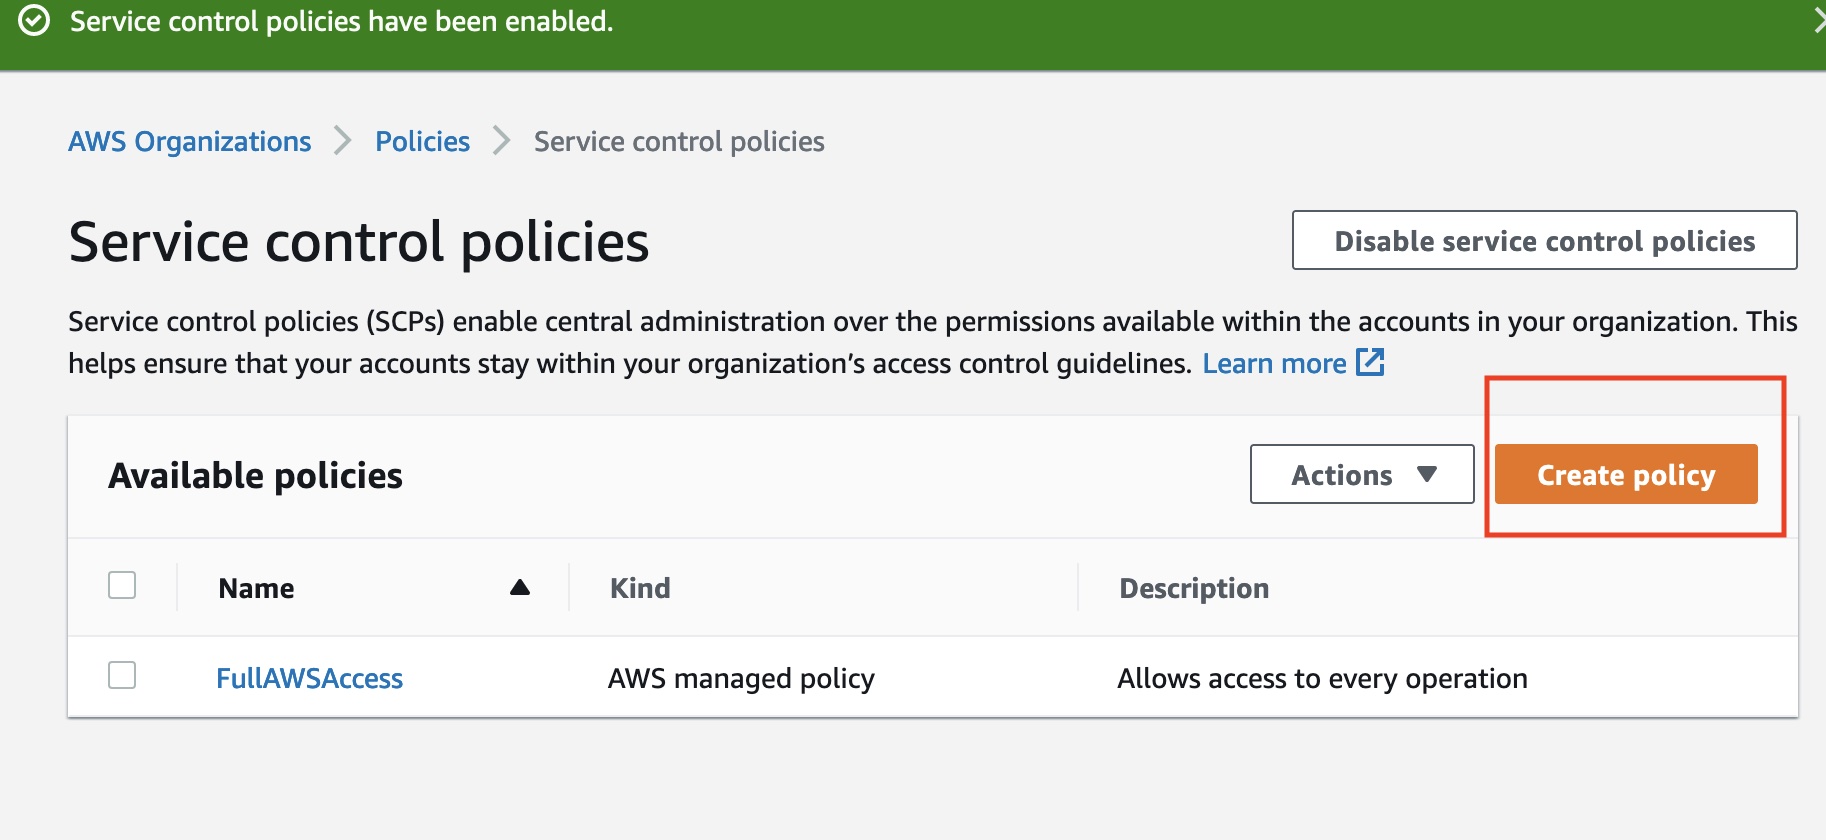 Service control policies have been enabled.
AWS Organizations Policies Service control policies
Service control policies
Disable service control policies
Service control policies (SCPs) enable central administration over the permissions available within the accounts in your organization. This
helps ensure that your accounts stay within your organization’s access control guidelines. Learn more
Available policies
Actions
Create policy
Name Kind Description
FullAWSAccess AWS managed policy Allows access to every operation